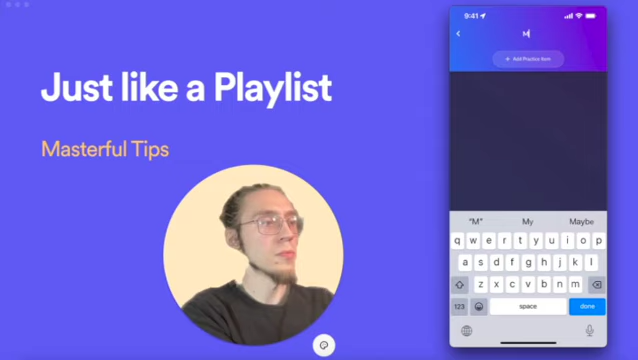 Just like a Playlist
Masterful Tips
9:41
M
+ Add Practice Item
"M" My Maybe
q w e r t y u i o p
a s d f g h j k l
z x c v b n m
123 space done